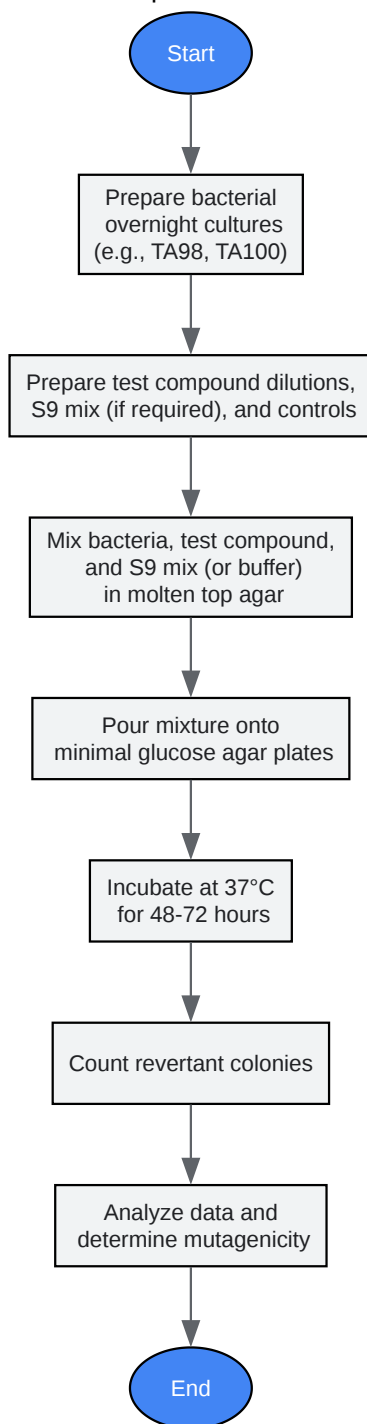 Start
Prepare bacterial
overnight cultures
(e.g., TA98, TA100)
Prepare test compound dilutions,
S9 mix (if required), and controls
Mix bacteria, test compound,
and S9 mix (or buffer)
in molten top agar
Pour mixture onto
minimal glucose agar plates
Incubate at 37°C
for 48-72 hours
Count revertant colonies
Analyze data and
determine mutagenicity
End